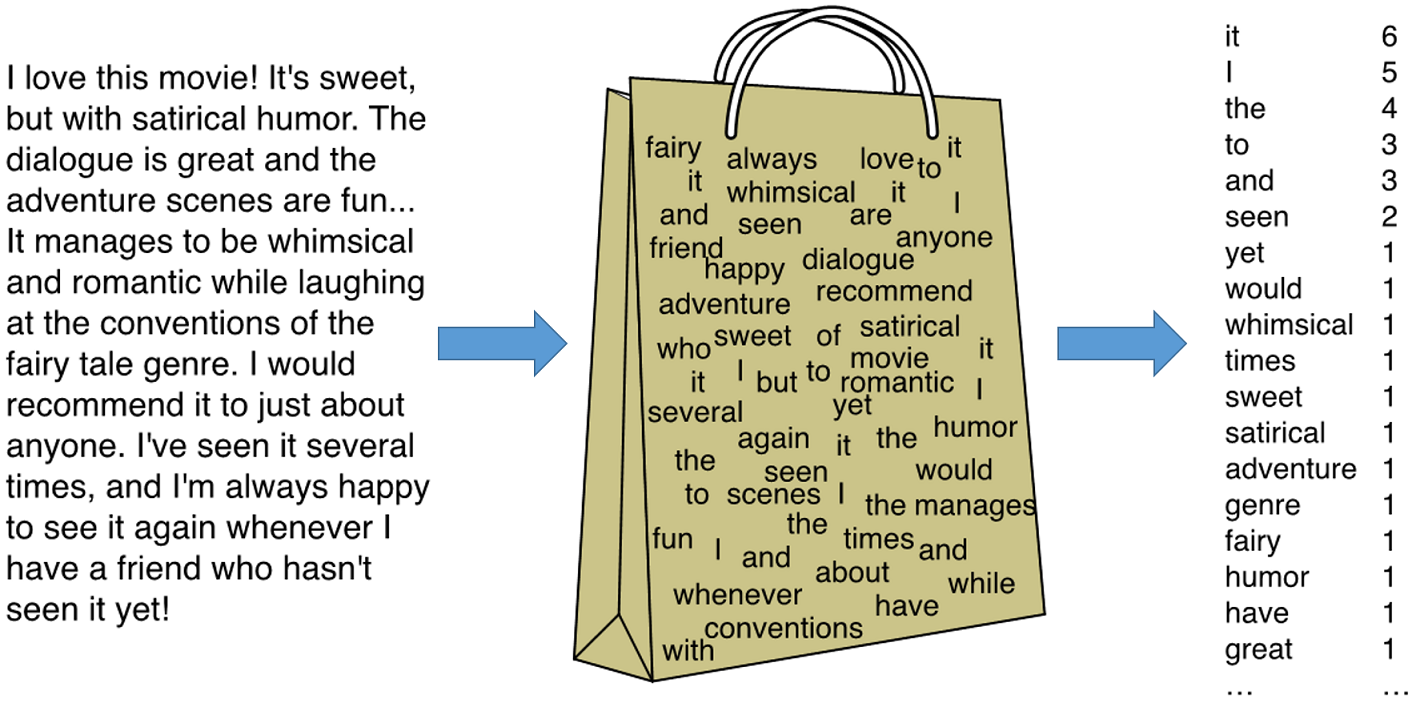 I love this movie! It's sweet,
but with satirical humor. The
dialogue is great and the
adventure scenes are fun...
It manages to be whimsical
and romantic while laughing
at the conventions of the
fairy tale genre. I would
recommend it to just about
anyone. I've seen it several
times, and I'm always happy
to see it again whenever I
have a friend who hasn't
seen it yet!
fairy always love to it
it whimsical it I
and seen are anyone
friend happy dialogue
adventure recommend
who sweet of satirical
it I but to movie it
romantic I
several yet
again it the humor
the seen would
to scenes I the manages
fun I and the times and
about while
whenever have
conventions
with
it 6
I 5
the 4
to 3
and 3
seen 2
yet 1
would 1
whimsical 1
times 1
sweet 1
satirical 1
adventure 1
genre 1
fairy 1
humor 1
have 1
great 1
... ...